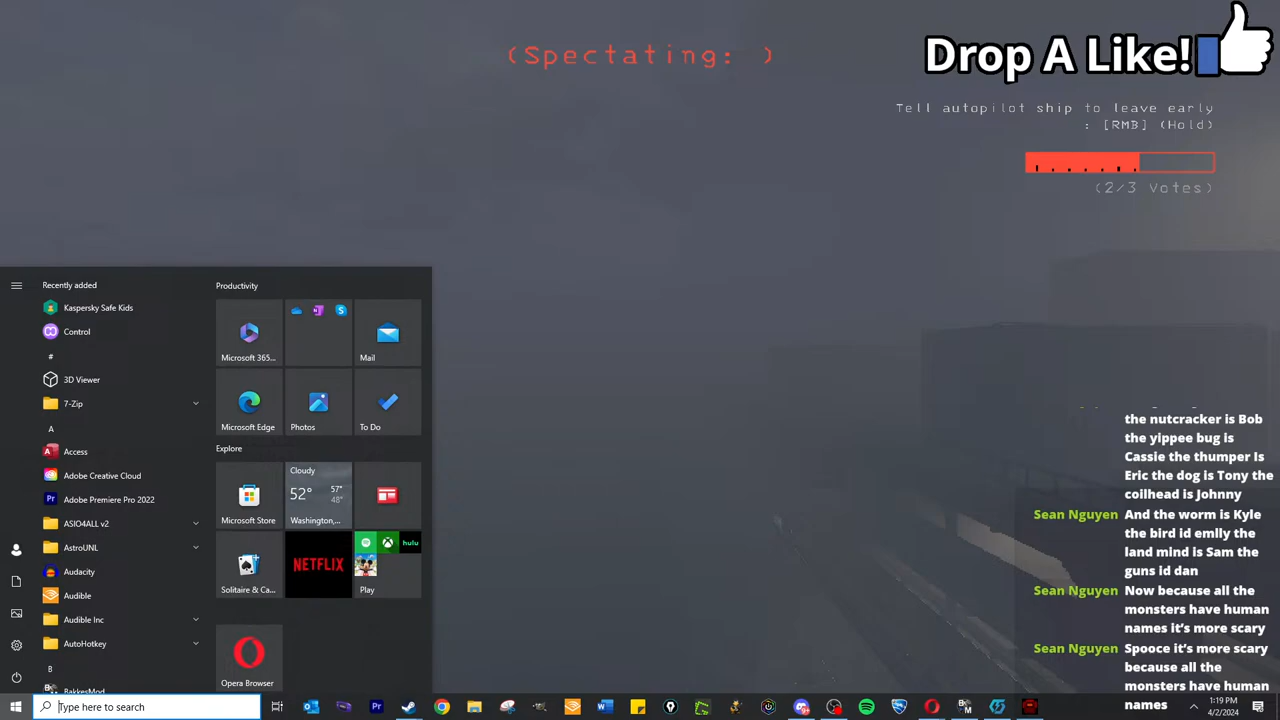 (Spectating: )
Drop A Like!
Tell autopilot ship to leave early
: [RMB] (Hold)
(2/3 Votes)
Recently added
Kaspersky Safe Kids
Control
#
3D Viewer
7-Zip
A
Access
Adobe Creative Cloud
Adobe Premiere Pro 2022
ASIO4ALL v2
AstroUNL
Audacity
Audible
Audible Inc
AutoHotkey
B
BakkesMod
Productivity
Microsoft 365...
Mail
Microsoft Edge
Photos
To Do
Explore
Microsoft Store
Cloudy
52° 57°
48°
Washington,...
Solitaire & Ca...
NETFLIX
hulu
Play
Opera Browser
the nutcracker is Bob
the yippee bug is
Cassie the thumper Is
Eric the dog is Tony the
coilhead is Johnny
Sean Nguyen And the worm is Kyle
the bird id emlly the
land mind is Sam the
guns id dan
Sean Nguyen Now because all the
monsters have human
names it's more scary
Sean Nguyen Spooce it's more scary
because all the
monsters have human
names
Type here to search
1:19 PM
4/2/2024